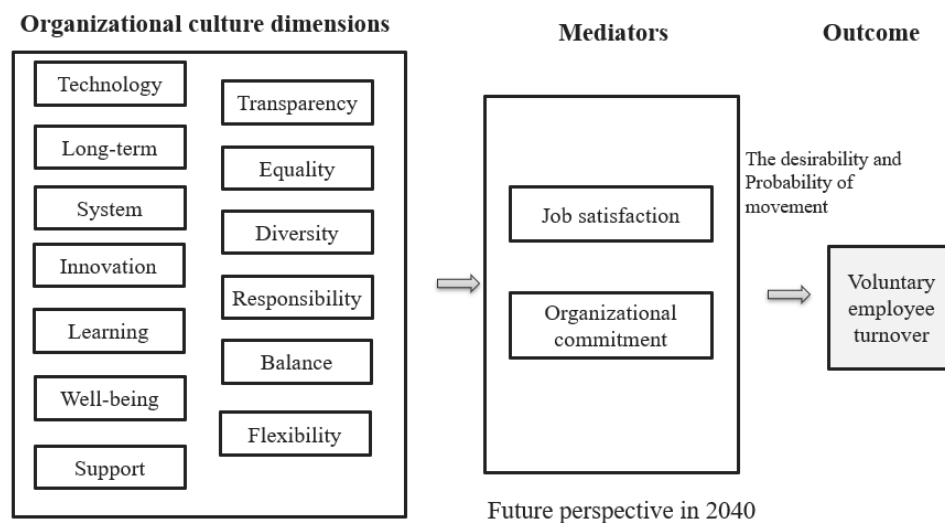 Organizational culture dimensions
Technology
Long-term
System
Innovation
Learning
Well-being
Support
Transparency
Equality
Diversity
Responsibility
Balance
Flexibility
Mediators
Job satisfaction
Organizational
commitment
Future perspective in 2040
Outcome
The desirability and
Probability of
movement
Voluntary
employee
turnover